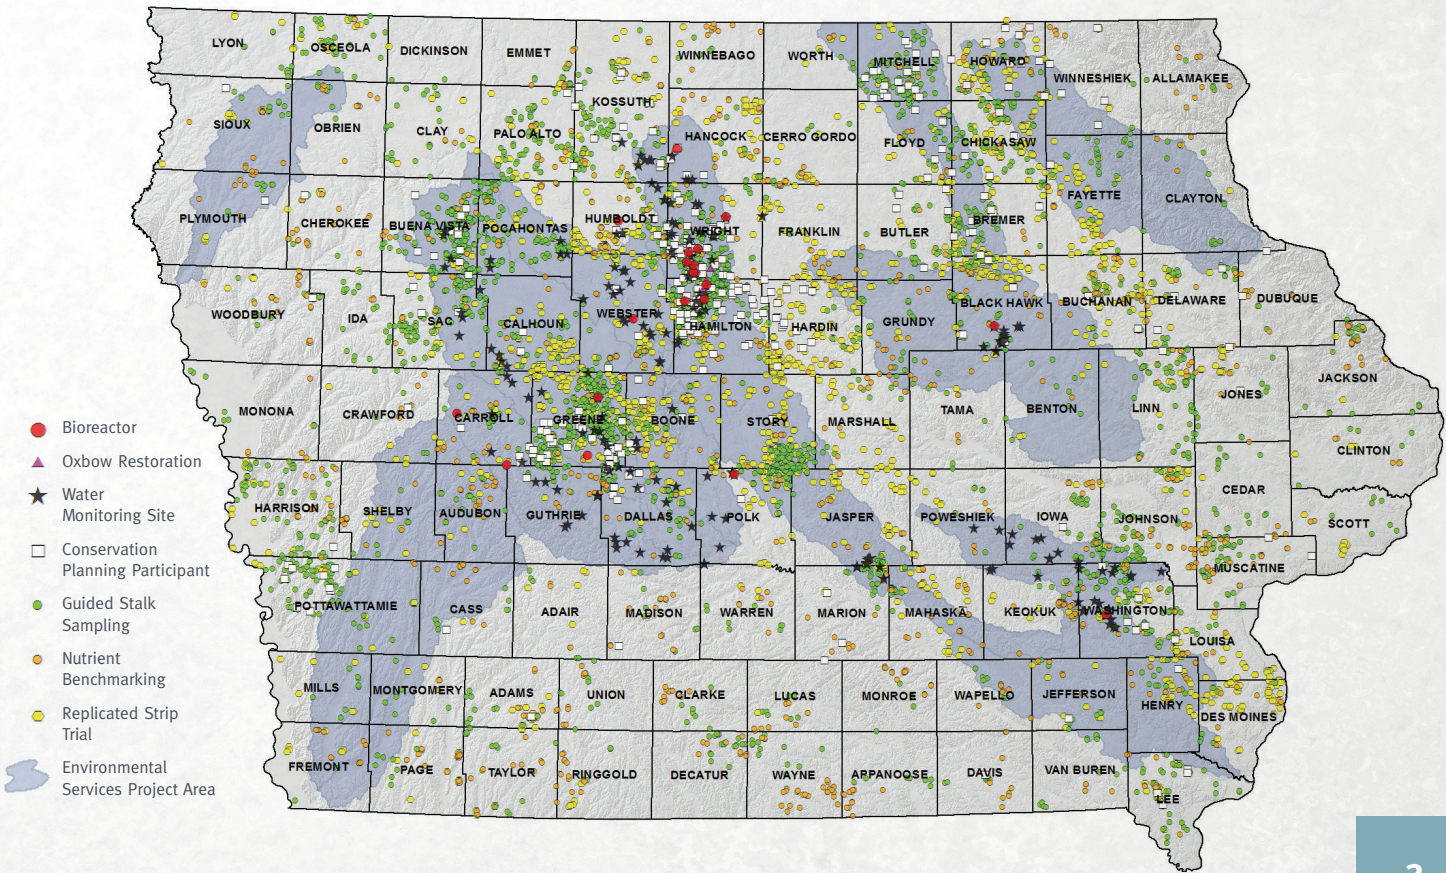 LYON
OSCEOLA
DICKINSON
EMMET
WINNEBAGO
WORTH
MITCHELL
HOWARD
WINNESHIEK
ALLAMAKEE
KOSSUTH
SIOUX
OBRIEN
CLAY
PALO ALTO
HANCOCK
CERRO GORDO
FLOYD
CHICKASAW
PLYMOUTH
CHEROKEE
BUENA VISTA
POCAHONTAS
HUMBOLDT
WRIGHT
FRANKLIN
BUTLER
BREMER
FAYETTE
CLAYTON
WOODBURY
IDA
SAC
CALHOUN
WEBSTER
HAMILTON
HARDIN
GRUNDY
BLACK HAWK
BUCHANAN
DELAWARE
DUBUQUE
MONONA
CRAWFORD
CARROLL
GREENE
BOONE
STORY
MARSHALL
TAMA
BENTON
LINN
JONES
JACKSON
CLINTON
HARRISON
SHELBY
AUDUBON
GUTHRIE
DALLAS
POLK
JASPER
POWESHIEK
IOWA
JOHNSON
CEDAR
SCOTT
MUSCATINE
POTTAWATTAMIE
CASS
ADAIR
MADISON
WARREN
MARION
MAHASKA
KEOKUK
WASHINGTON
LOUISA
MILLS
MONTGOMERY
ADAMS
UNION
CLARKE
LUCAS
MONROE
WAPELLO
JEFFERSON
HENRY
DES MOINES
FREMONT
PAGE
TAYLOR
RINGGOLD
DECATUR
WAYNE
APPANOOSE
DAVIS
VAN BUREN
LEE
Bioreactor
Oxbow Restoration
Water
Monitoring Site
Conservation
Planning Participant
Guided Stalk
Sampling
Nutrient
Benchmarking
Replicated Strip
Trial
Environmental
Services Project Area